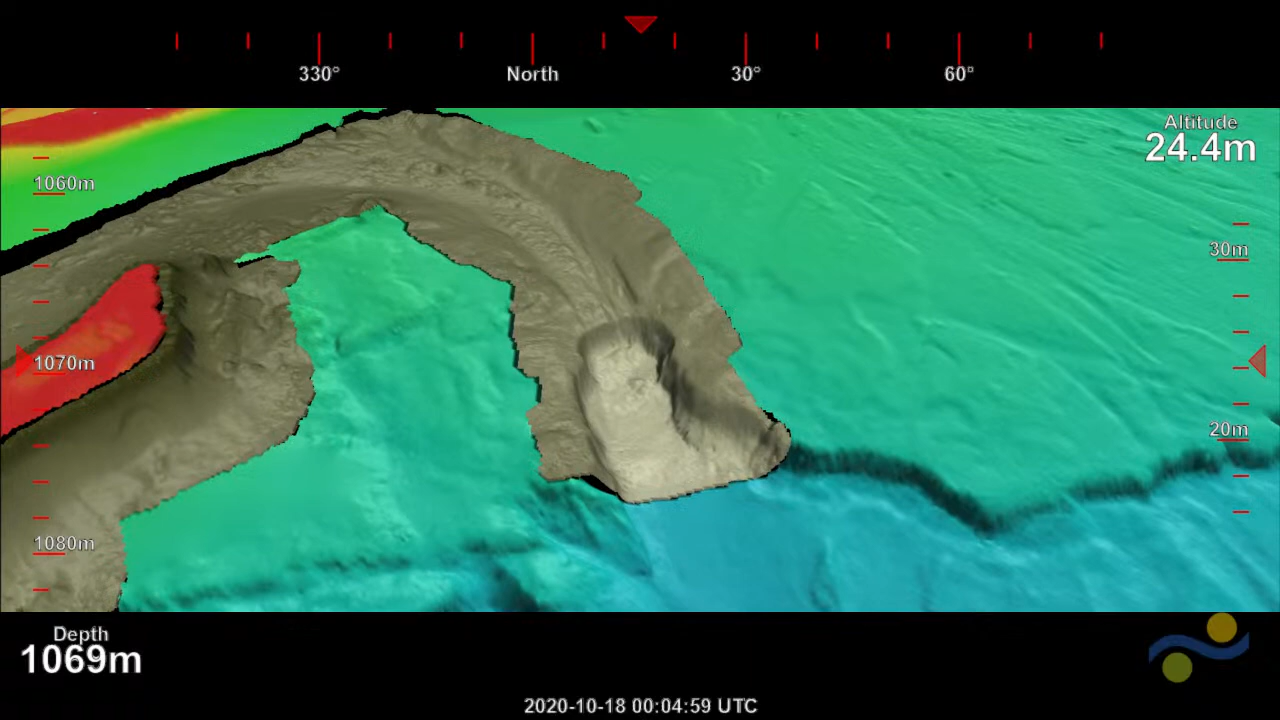 330° North 30° 60°
Altitude
24.4m
1060m
30m
1070m
20m
1080m
Depth
1069m
2020-10-18 00:04:59 UTC